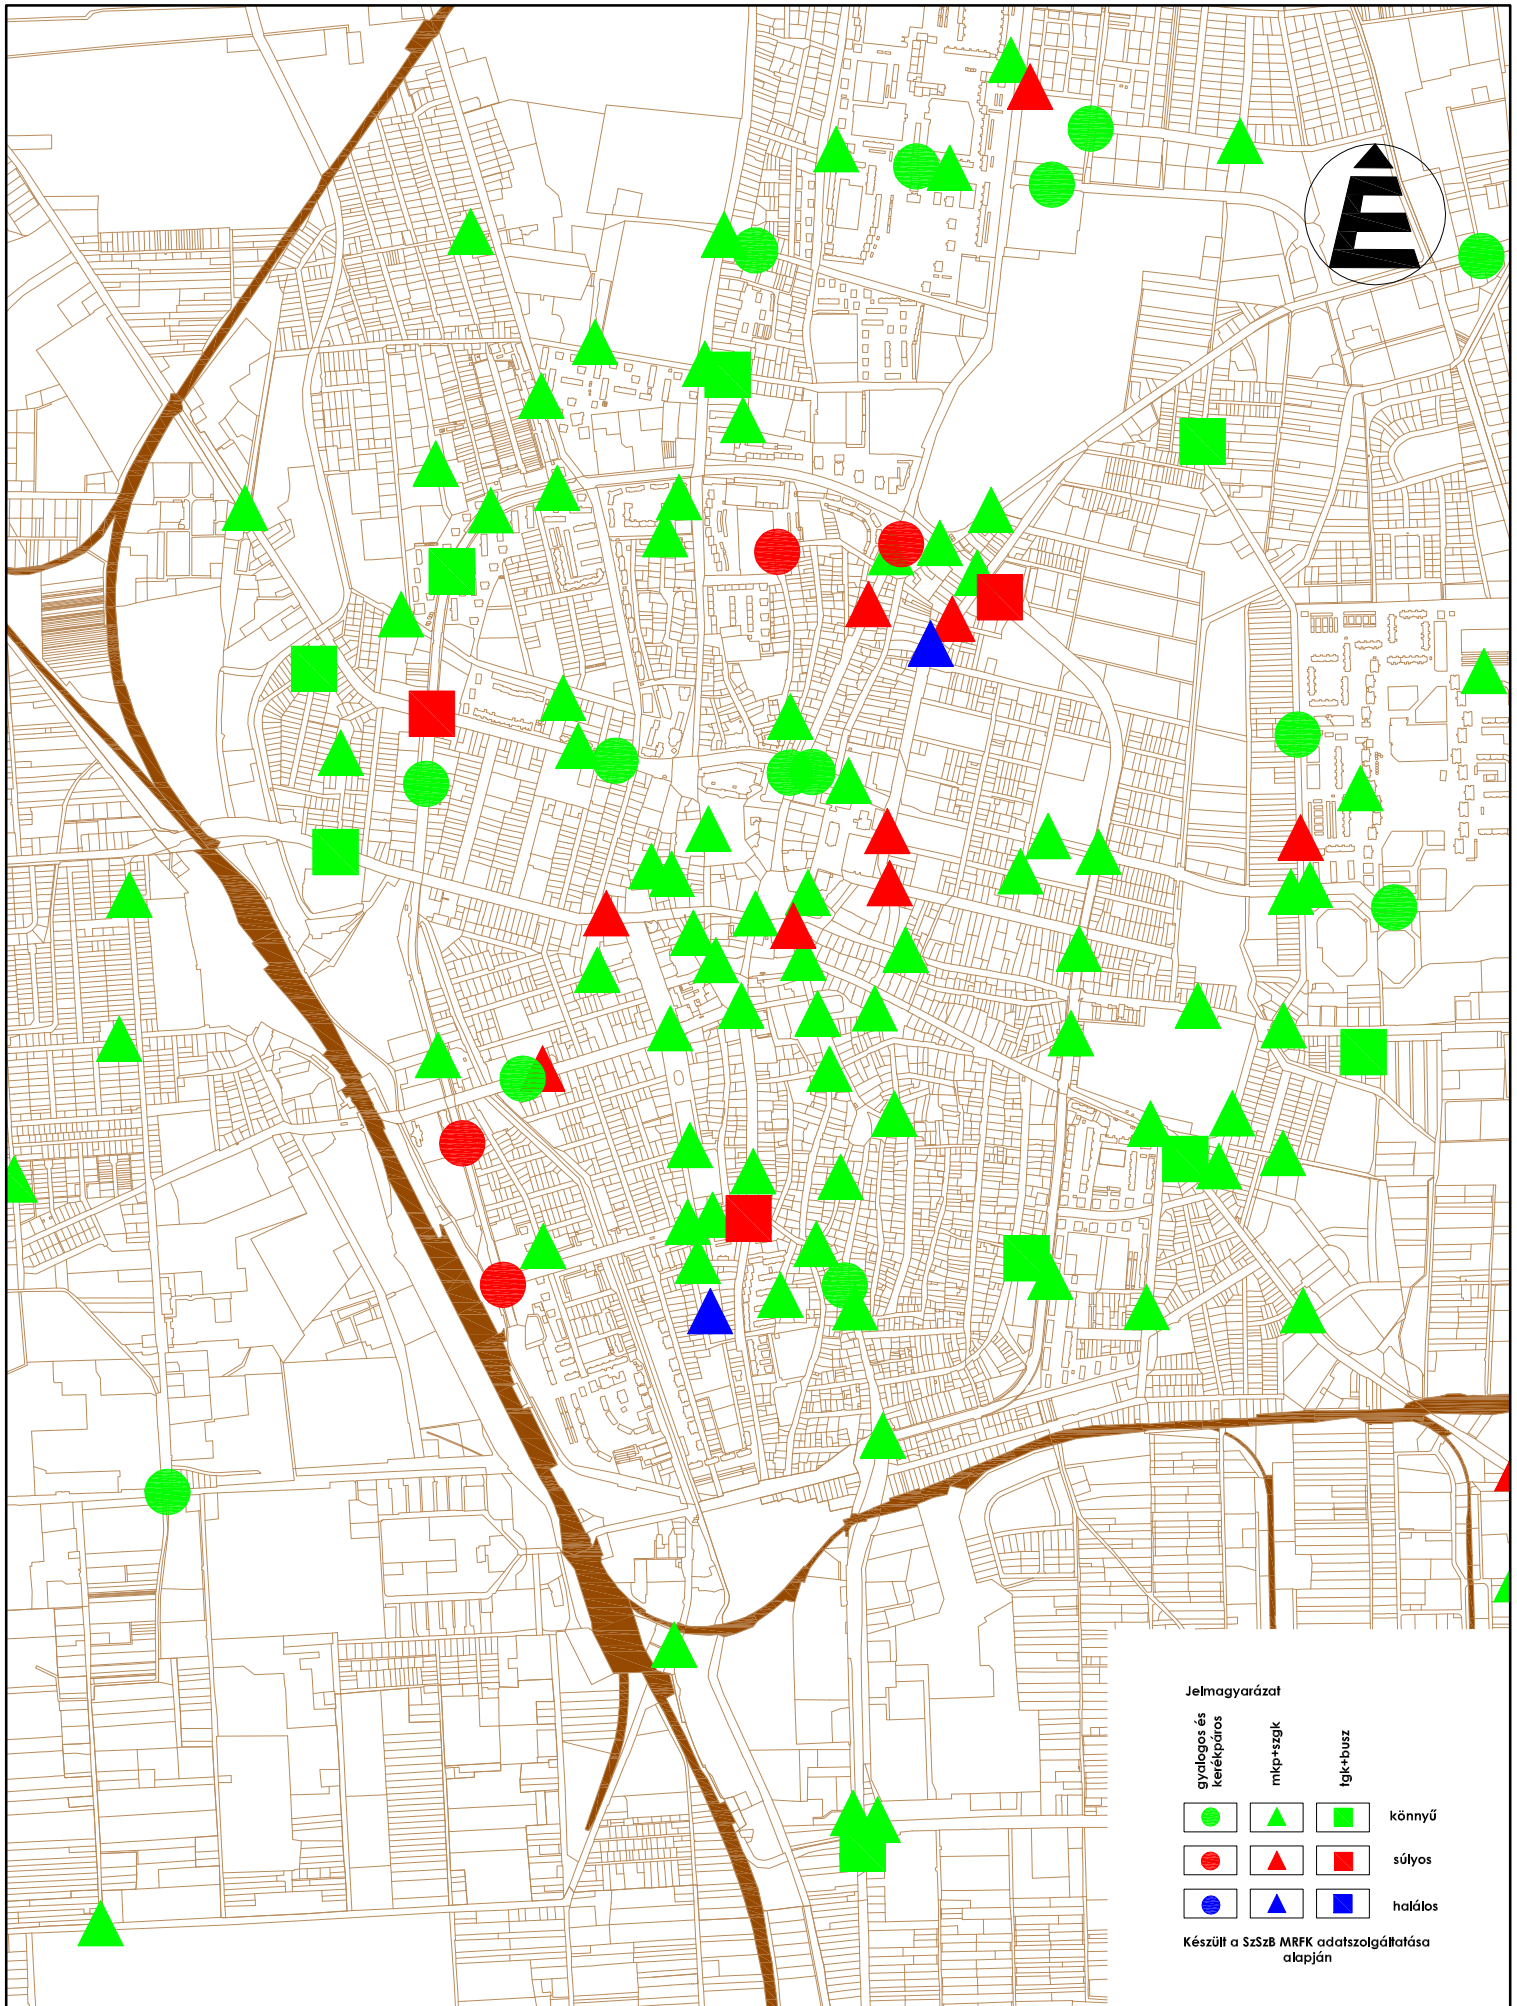 Jelmagyarázat
gyalogos és
kerékpáros
mkp+szgk
tgk+busz
könnyű
súlyos
halálos
Készült a SzSzB MRFK adatszolgáltatása
alapján